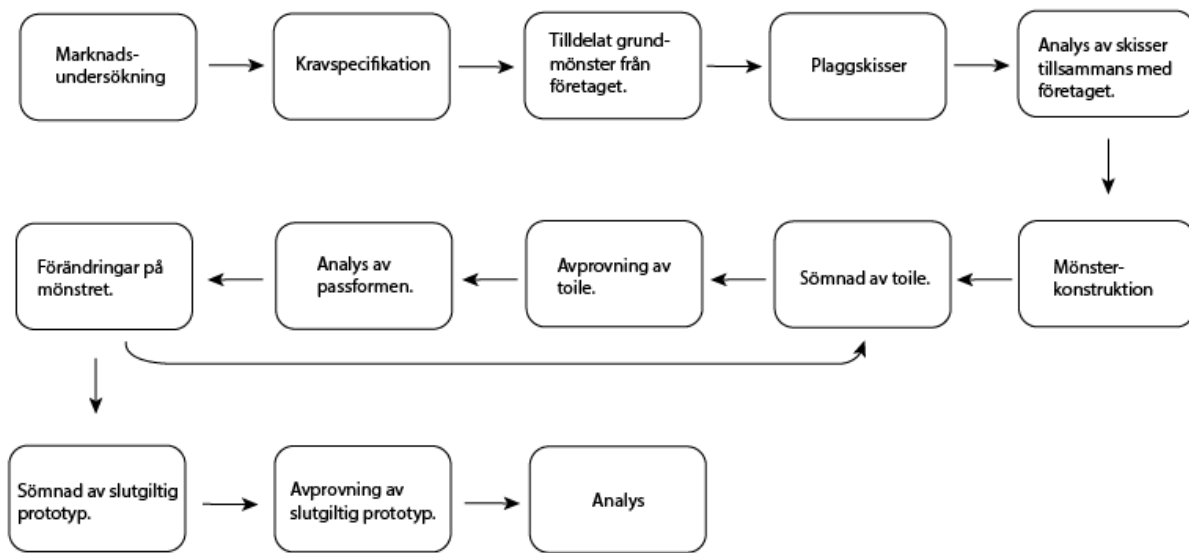 Marknads-
undersökning
Kravspecifikation
Tilldelat grund-
mönster från
företaget.
Plaggskisser
Analys av skisser
tillsammans med
företaget.
Mönster-
konstruktion
Sömnad av toile.
Avprovning av
toile.
Analys av
passformen.
Förändringar på
mönstret.
Sömnad av slutgiltig
prototyp.
Avprovning av
slutgiltig prototyp.
Analys